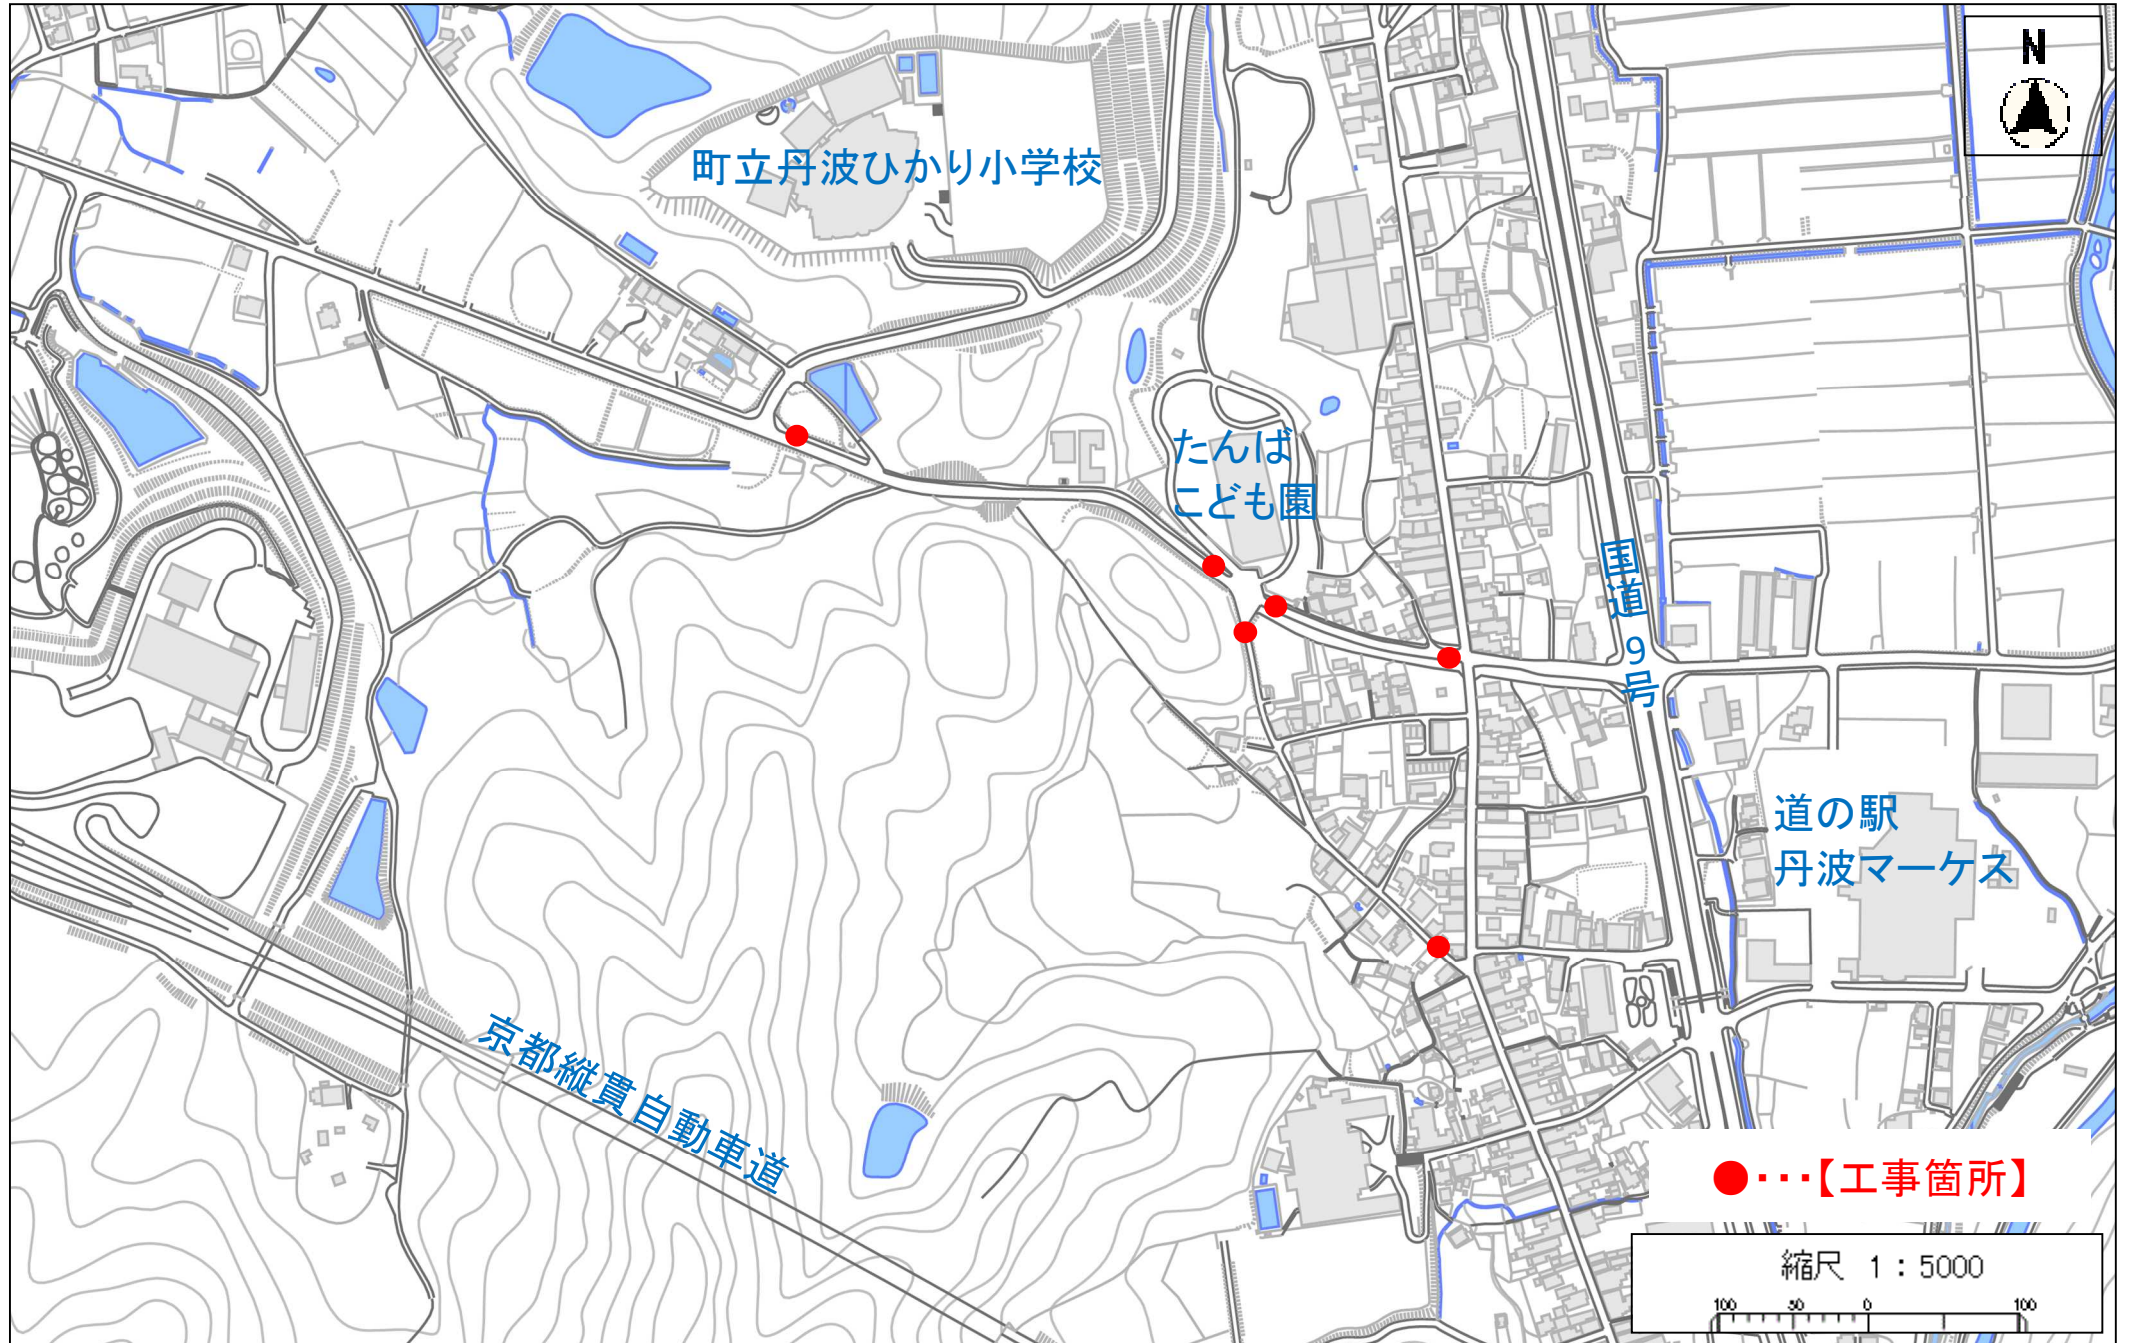 N
町立丹波ひかり小学校
たんば
こども園
国道9号
道の駅
丹波マーケス
京都縦貫自動車道
●・・・【工事箇所】
縮尺 1:5000
100 50 0 100